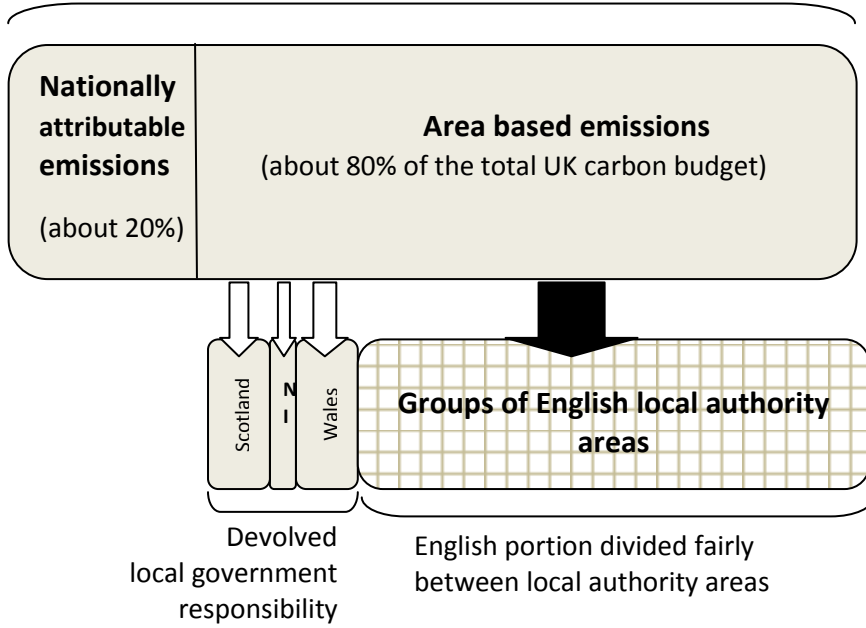 Nationally
attributable
emissions
(about 20%)
Area based emissions
(about 80% of the total UK carbon budget)
Scotland
N
I
Wales
Groups of English local authority
areas
Devolved
local government
responsibility
English portion divided fairly
between local authority areas